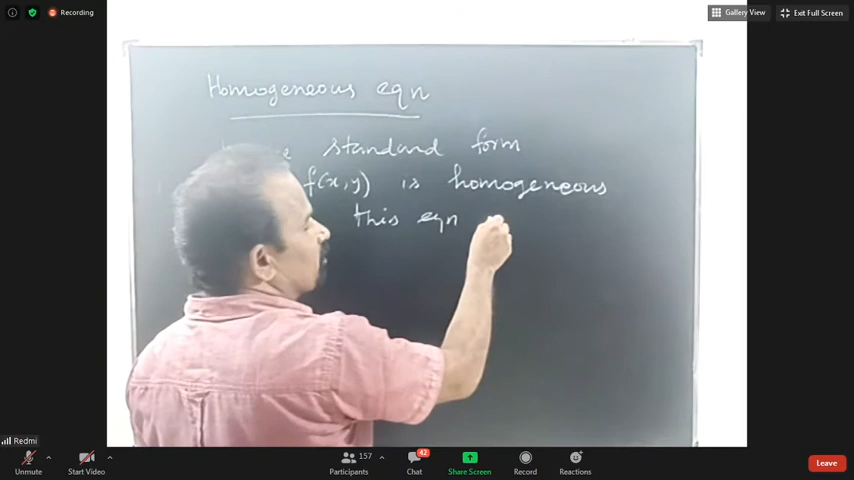 Recording
Gallery View
Exit Full Screen
Homogeneous eqn
standard form
f(x,y) is homogeneous
this eqn
Redmi
Unmute
Start Video
157
Participants
42
Chat
Share Screen
Record
Reactions
Leave